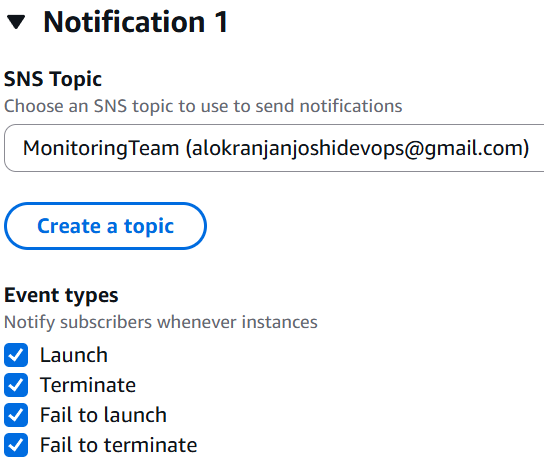 Notification 1
SNS Topic
Choose an SNS topic to use to send notifications
MonitoringTeam (alokranjanjoshidevops@gmail.com)
Create a topic
Event types
Notify subscribers whenever instances
Launch
Terminate
Fail to launch
Fail to terminate